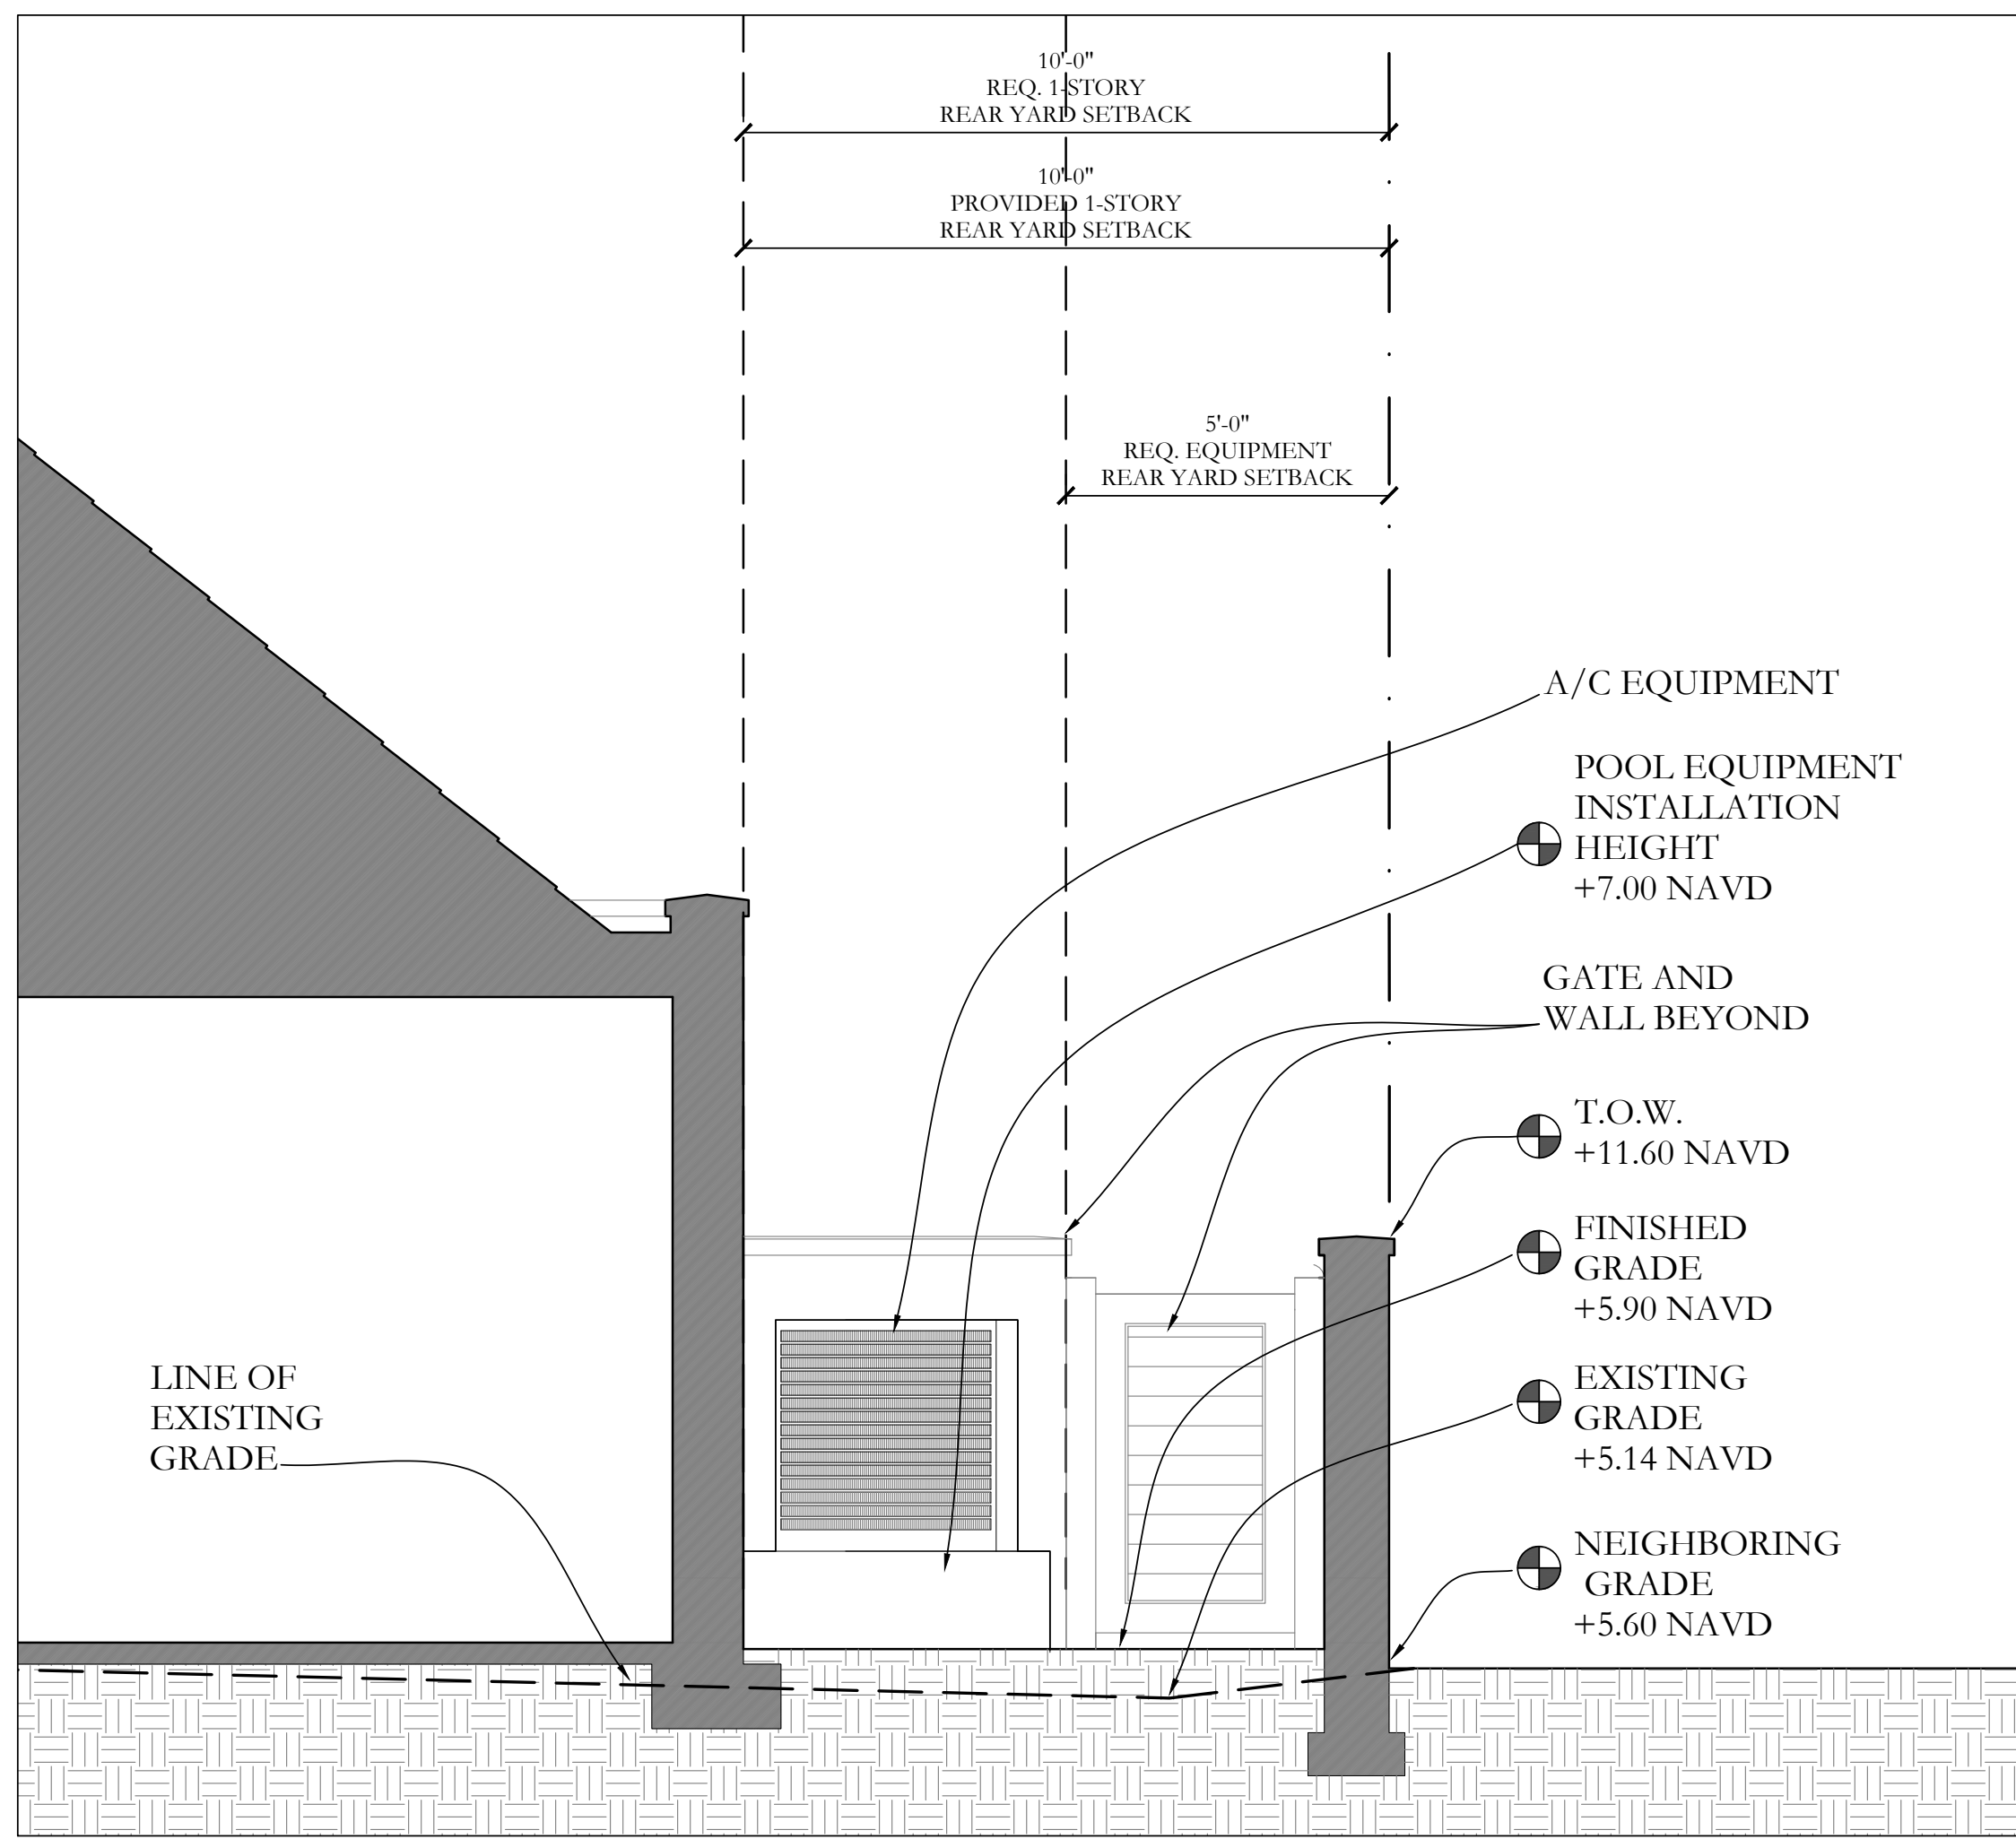 10'-0"
REQ. 1-STORY
REAR YARD SETBACK
10'-0"
PROVIDED 1-STORY
REAR YARD SETBACK
5'-0"
REQ. EQUIPMENT
REAR YARD SETBACK
A/C EQUIPMENT
POOL EQUIPMENT
INSTALLATION
HEIGHT
+7.00 NAVD
GATE AND
WALL BEYOND
T.O.W.
+11.60 NAVD
FINISHED
GRADE
+5.90 NAVD
LINE OF
EXISTING
GRADE
EXISTING
GRADE
+5.14 NAVD
NEIGHBORING
GRADE
+5.60 NAVD